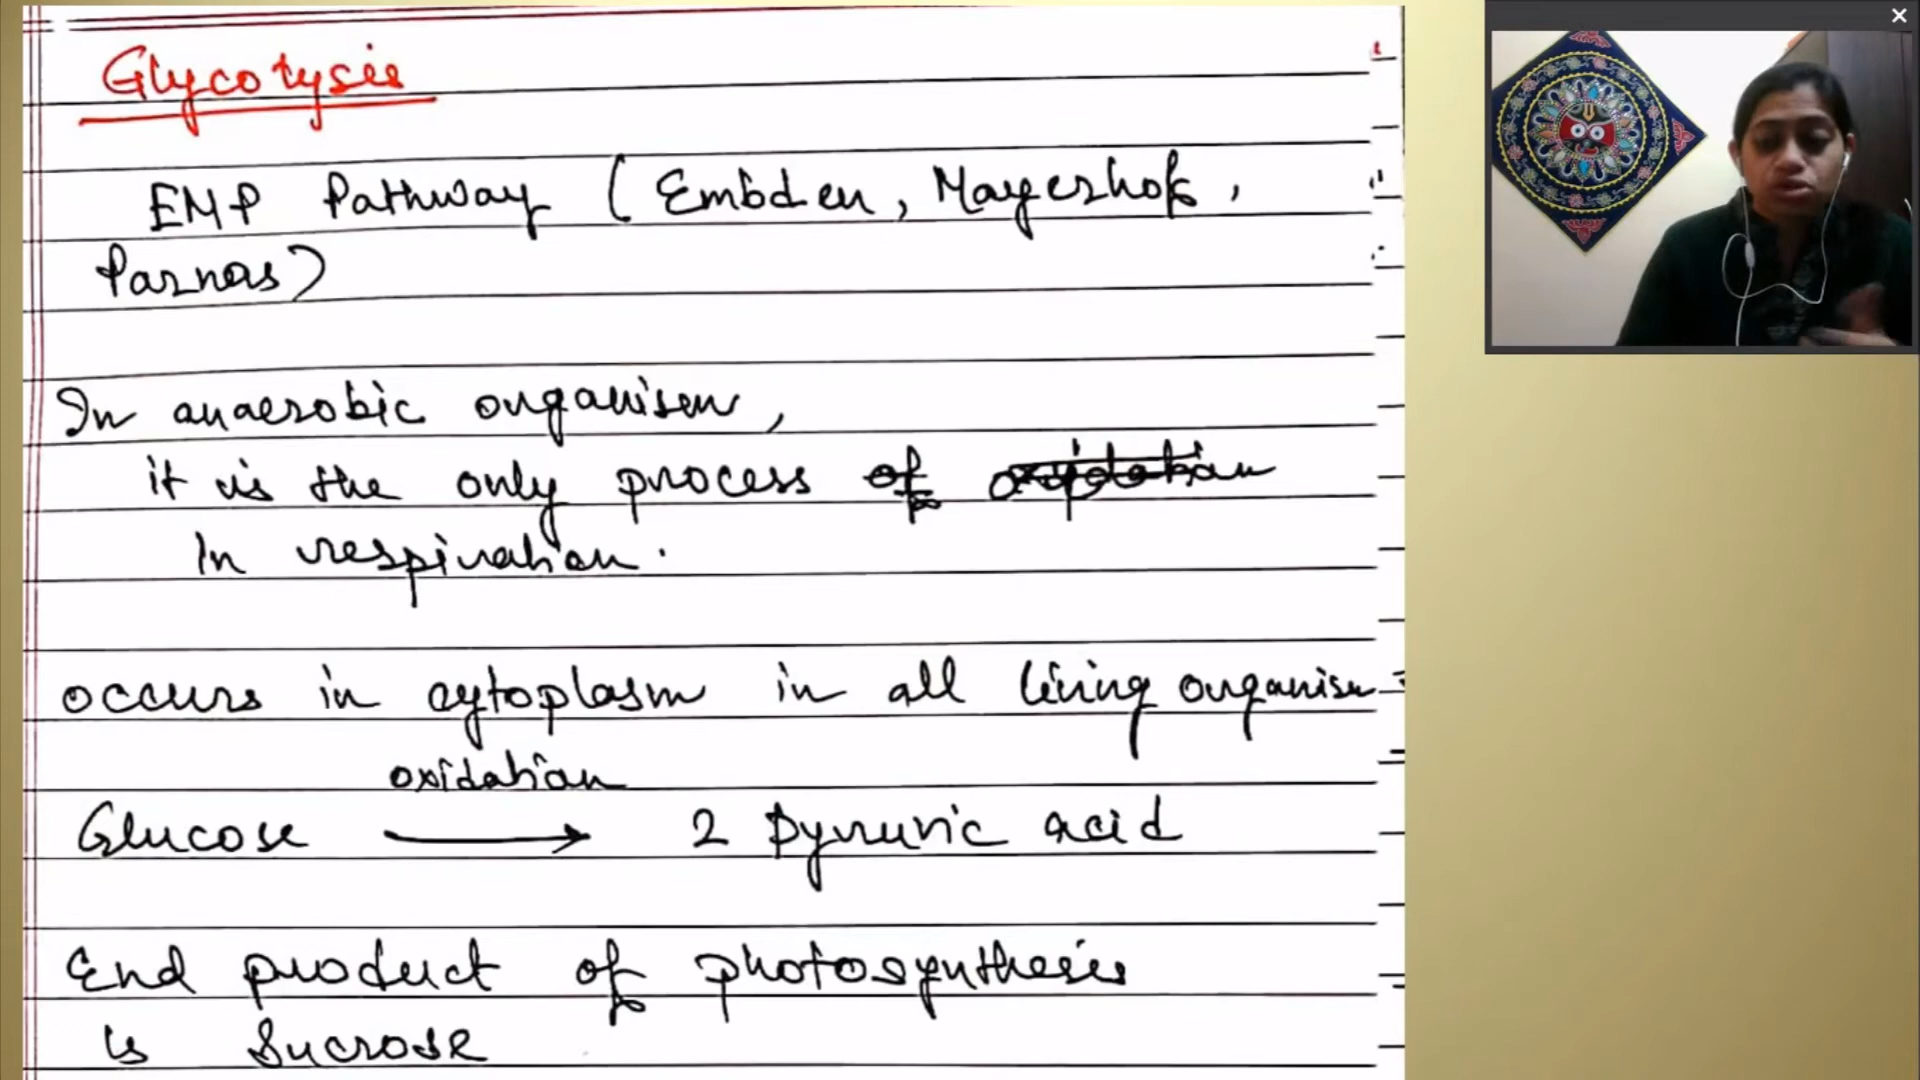 Glycolysis
EMP Pathway (Embden, Mayerhof,
Parnas)
In anaerobic organism,
it is the only process of oxidation
In respiration.
occurs in cytoplasm in all living organism
oxidation
Glucose → 2 Pyruvic acid
End product of photosynthesis
is Sucrose